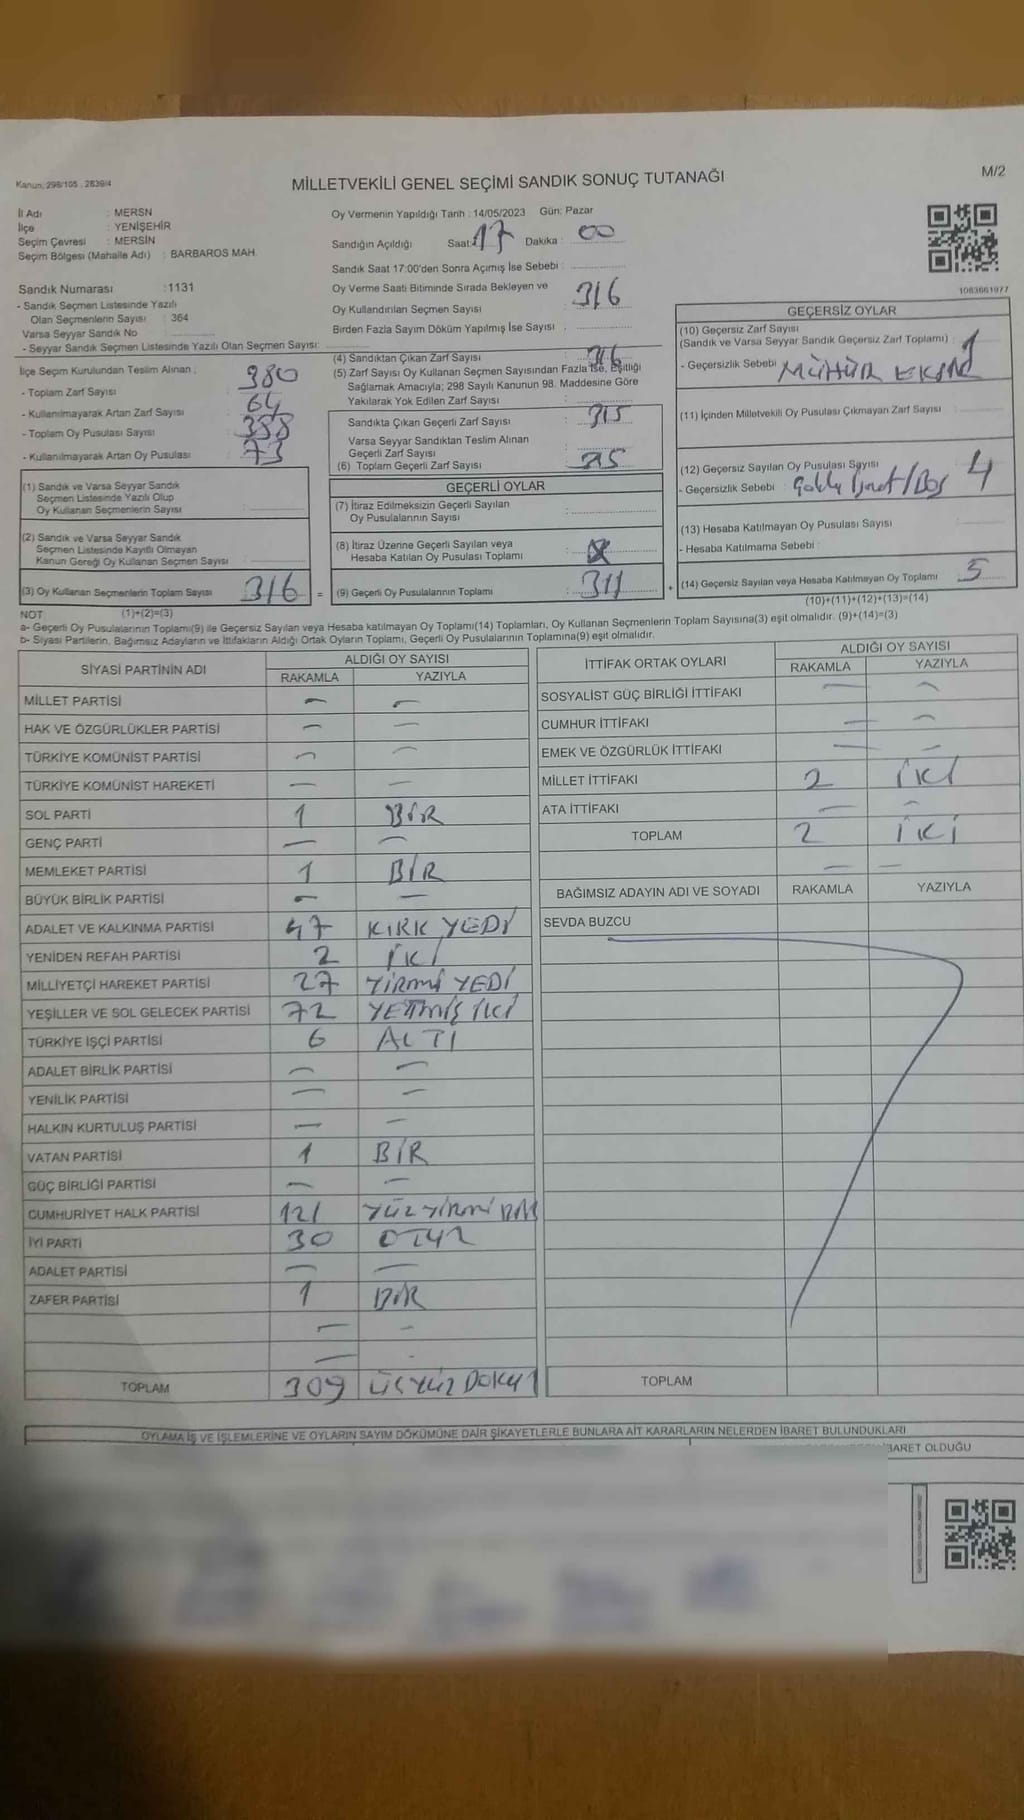 Kanun, 298/105 , 2839/4
MİLLETVEKİLİ GENEL SEÇİMİ SANDIK SONUÇ TUTANAĞI
M/2
İl Adı : MERSN
İlçe : YENİŞEHİR
Seçim Çevresi : MERSİN
Seçim Bölgesi (Mahalle Adı) : BARBAROS MAH.
Oy Vermenin Yapıldığı Tarih : 14/05/2023 Gün: Pazar
Sandığın Açıldığı Saat: 17 Dakika : 00
Sandık Saat 17:00'den Sonra Açımış İse Sebebi :
Oy Verme Saati Bitiminde Sırada Bekleyen ve
Oy Kullandırılan Seçmen Sayısı : 316
Birden Fazla Sayım Döküm Yapılmış İse Sayısı :
Sandık Numarası :1131
- Sandık Seçmen Listesinde Yazılı
Olan Seçmenlerin Sayısı : 364
Varsa Seyyar Sandık No :
- Seyyar Sandık Seçmen Listesinde Yazılı Olan Seçmen Sayısı:
İlçe Seçim Kurulundan Teslim Alınan ;
- Toplam Zarf Sayısı : 380
- Kullanılmayarak Artan Zarf Sayısı : 64
- Toplam Oy Pusulası Sayısı : 388
- Kullanılmayarak Artan Oy Pusulası : 73
(4) Sandıktan Çıkan Zarf Sayısı : 316
(5) Zarf Sayısı Oy Kullanan Seçmen Sayısından Fazla İse, Eşitliği
Sağlamak Amacıyla; 298 Sayılı Kanunun 98. Maddesine Göre
Yakılarak Yok Edilen Zarf Sayısı :
Sandıkta Çıkan Geçerli Zarf Sayısı : 315
Varsa Seyyar Sandıktan Teslim Alınan
Geçerli Zarf Sayısı :
(6) Toplam Geçerli Zarf Sayısı : 315
1083661977
GEÇERSİZ OYLAR
(10) Geçersiz Zarf Sayısı
(Sandık ve Varsa Seyyar Sandık Geçersiz Zarf Toplamı) : 1
- Geçersizlik Sebebi : MÜHÜR
(11) İçinden Milletvekili Oy Pusulası Çıkmayan Zarf Sayısı :
(12) Geçersiz Sayılan Oy Pusulası Sayısı : 4
- Geçersizlik Sebebi : İşaret/Boş
(13) Hesaba Katılmayan Oy Pusulası Sayısı :
- Hesaba Katılmama Sebebi :
(14) Geçersiz Sayılan veya Hesaba Katılmayan Oy Toplamı : 5
(10)+(11)+(12)+(13)=(14)
(1) Sandık ve Varsa Seyyar Sandık
Seçmen Listesinde Yazılı Olup
Oy Kullanan Seçmenlerin Sayısı :
(2) Sandık ve Varsa Seyyar Sandık
Seçmen Listesinde Kayıtlı Olmayan
Kanun Gereği Oy Kullanan Seçmen Sayısı :
(3) Oy Kullanan Seçmenlerin Toplam Sayısı : 316 =
GEÇERLİ OYLAR
(7) İtiraz Edilmeksizin Geçerli Sayılan
Oy Pusulalarının Sayısı :
(8) İtiraz Üzerine Geçerli Sayılan veya
Hesaba Katılan Oy Pusulası Toplamı :
(9) Geçerli Oy Pusulalarının Toplamı : 311 +
NOT: (1)+(2)=(3)
a- Geçerli Oy Pusulalarının Toplamı(9) ile Geçersiz Sayılan veya Hesaba katılmayan Oy Toplamı(14) Toplamları, Oy Kullanan Seçmenlerin Toplam Sayısına(3) eşit olmalıdır. (9)+(14)=(3)
b- Siyasi Partilerin, Bağımsız Adayların ve İttifakların Aldığı Ortak Oyların Toplamı, Geçerli Oy Pusulalarının Toplamına(9) eşit olmalıdır.
SİYASİ PARTİNİN ADI ALDIĞI OY SAYISI
RAKAMLA YAZIYLA
MİLLET PARTİSİ — —
HAK VE ÖZGÜRLÜKLER PARTİSİ — —
TÜRKİYE KOMÜNİST PARTİSİ — —
TÜRKİYE KOMÜNİST HAREKETİ — —
SOL PARTİ 1 BİR
GENÇ PARTİ — —
MEMLEKET PARTİSİ 1 BİR
BÜYÜK BİRLİK PARTİSİ — —
ADALET VE KALKINMA PARTİSİ 47 KIRK YEDİ
YENİDEN REFAH PARTİSİ 2 İKİ
MİLLİYETÇİ HAREKET PARTİSİ 27 YİRMİ YEDİ
YEŞİLLER VE SOL GELECEK PARTİSİ 72 YETMİŞ İKİ
TÜRKİYE İŞÇİ PARTİSİ 6 ALTI
ADALET BİRLİK PARTİSİ — —
YENİLİK PARTİSİ — —
HALKIN KURTULUŞ PARTİSİ — —
VATAN PARTİSİ 1 BİR
GÜÇ BİRLİĞİ PARTİSİ — —
CUMHURİYET HALK PARTİSİ 121 YÜZ YİRMİ BİR
İYİ PARTİ 30 OTUZ
ADALET PARTİSİ — —
ZAFER PARTİSİ 1 BİR
— —
— -
TOPLAM 309 ÜÇ YÜZ DOKUZ
İTTİFAK ORTAK OYLARI ALDIĞI OY SAYISI
RAKAMLA YAZIYLA
SOSYALİST GÜÇ BİRLİĞİ İTTİFAKI — —
CUMHUR İTTİFAKI — —
EMEK VE ÖZGÜRLÜK İTTİFAKI — —
MİLLET İTTİFAKI 2 İKİ
ATA İTTİFAKI — —
TOPLAM 2 İKİ
— —
BAĞIMSIZ ADAYIN ADI VE SOYADI RAKAMLA YAZIYLA
SEVDA BUZCU
TOPLAM
OYLAMA İŞ VE İŞLEMLERİNE VE OYLARIN SAYIM DÖKÜMÜNE DAİR ŞİKAYETLERLE BUNLARA AİT KARARLARIN NELERDEN İBARET BULUNDUKLARI
BARET OLDUĞU